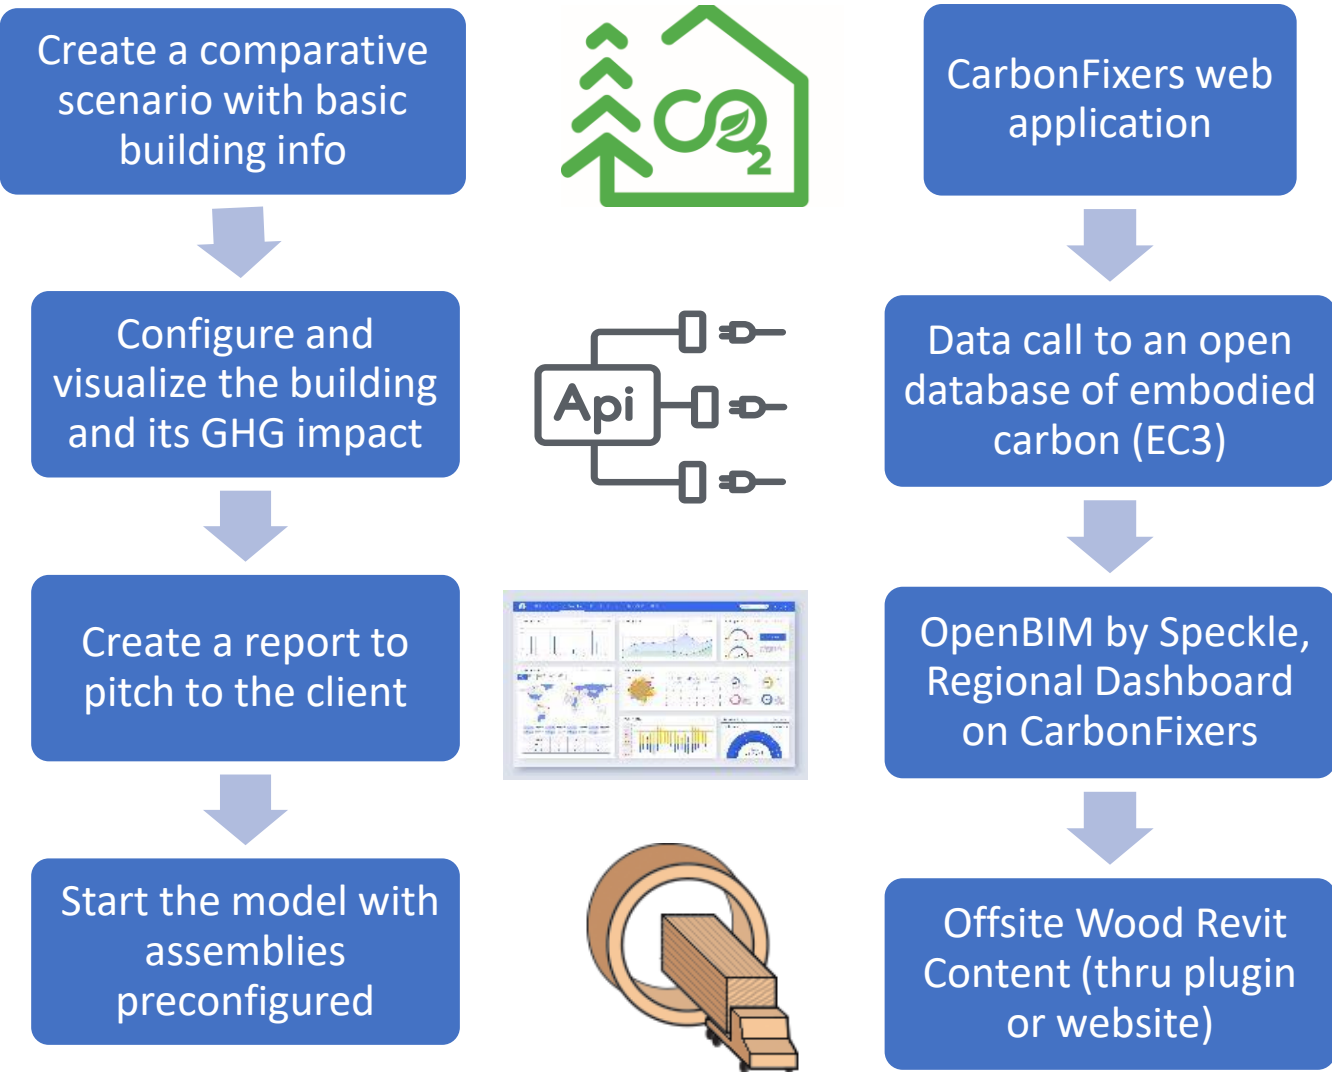 Create a comparative
scenario with basic
building info
CO2
CarbonFixers web
application
Configure and
visualize the building
and its GHG impact
Api
Data call to an open
database of embodied
carbon (EC3)
Create a report to
pitch to the client
OpenBIM by Speckle,
Regional Dashboard
on CarbonFixers
Start the model with
assemblies
preconfigured
Offsite Wood Revit
Content (thru plugin
or website)